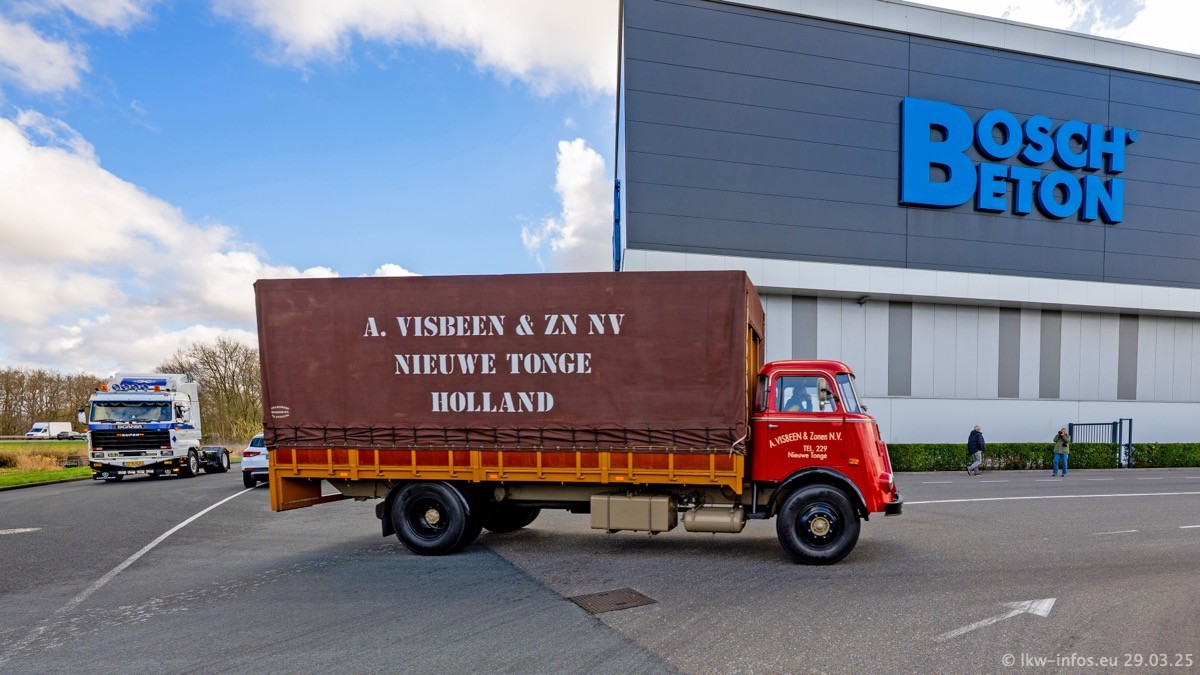 BOSCH
BETON
A. VISBEEN & ZN NV
NIEUWE TONGE
HOLLAND
A. VISBEEN & Zonen N.V.
TEL. 229
Nieuwe Tonge
SCANIA
© lkw-infos.eu 29.03.25